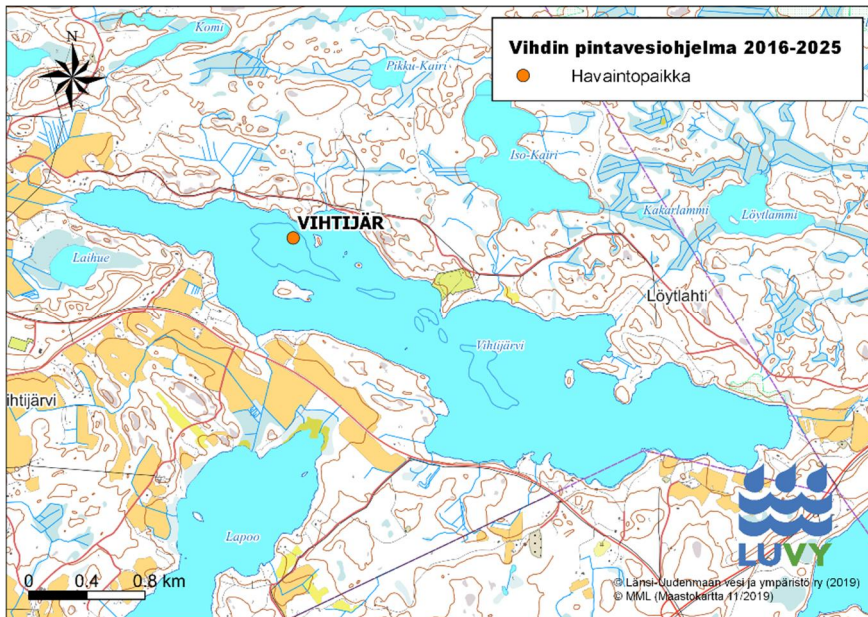 Komi
N
Vihdin pintavesiohjelma 2016-2025
Havaintopaikka
Pikku-Kairi
Iso-Kairi
Kakarlammi
Löytlammi
VIHTIJÄR
Laihue
Löytlahti
Vihtijärvi
ihtijärvi
Lapoo
LUVY
0 0.4 0.8 km
© Länsi-Uudenmaan vesi ja ympäristö ry (2019)
© MML (Maastokartta 11/2019)